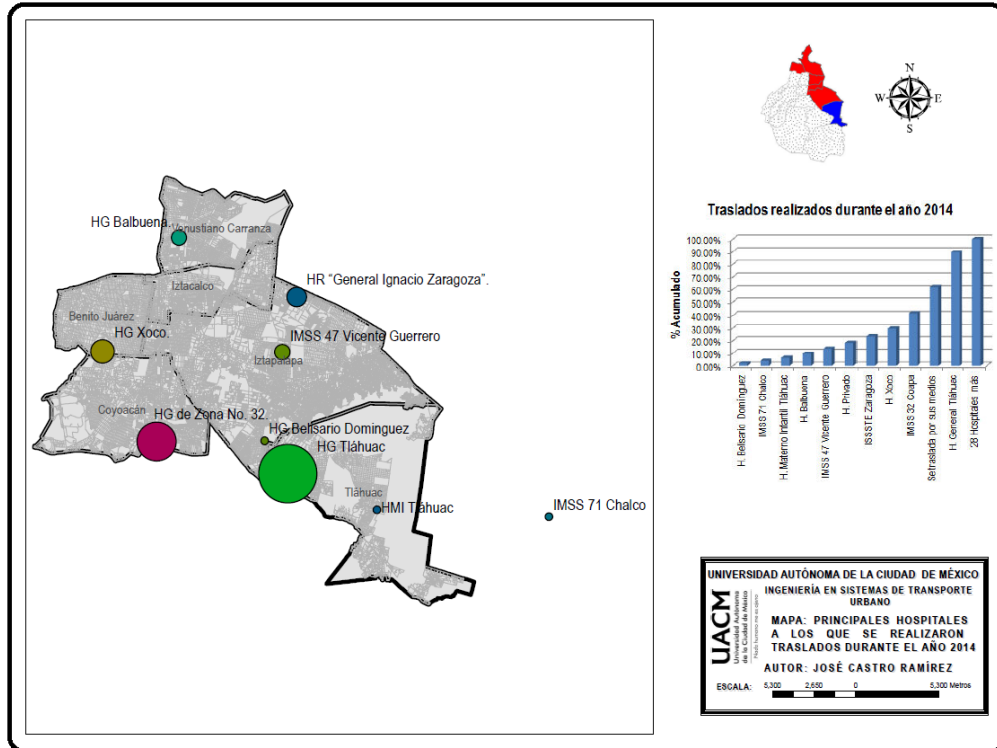 HG Balbuena.
Venustiano Carranza
Iztacalco
HR “General Ignacio Zaragoza”.
Benito Juárez
HG Xoco.
IMSS 47 Vicente Guerrero
Iztapalapa
Coyoacán
HG de Zona No. 32.
HG Belisario Dominguez
HG Tláhuac
Tláhuac
HMI Tláhuac
IMSS 71 Chalco
N
W
E
S
Traslados realizados durante el año 2014
% Acumulado
100.00%
90.00%
80.00%
70.00%
60.00%
50.00%
40.00%
30.00%
20.00%
10.00%
0.00%
H. Belisario Domínguez
IMSS 71 Chalco
H. Materno Infantil Tláhuac
H. Balbuena
IMSS 47 Vicente Guerrero
H. Privado
ISSSTE Zaragoza
H. Xoco
IMSS 32 Coapa
Setraslada por sus medios
H. General Tláhuac
28 Hospitales más
UNIVERSIDAD AUTÓNOMA DE LA CIUDAD DE MÉXICO
INGENIERÍA EN SISTEMAS DE TRANSPORTE
URBANO
UACM
Universidad Autónoma
de la Ciudad de México
Nada humano me es ajeno
MAPA: PRINCIPALES HOSPITALES
A LOS QUE SE REALIZARON
TRASLADOS DURANTE EL AÑO 2014
AUTOR: JOSÉ CASTRO RAMÍREZ
ESCALA:
5,300 2,650 0 5,300 Metros